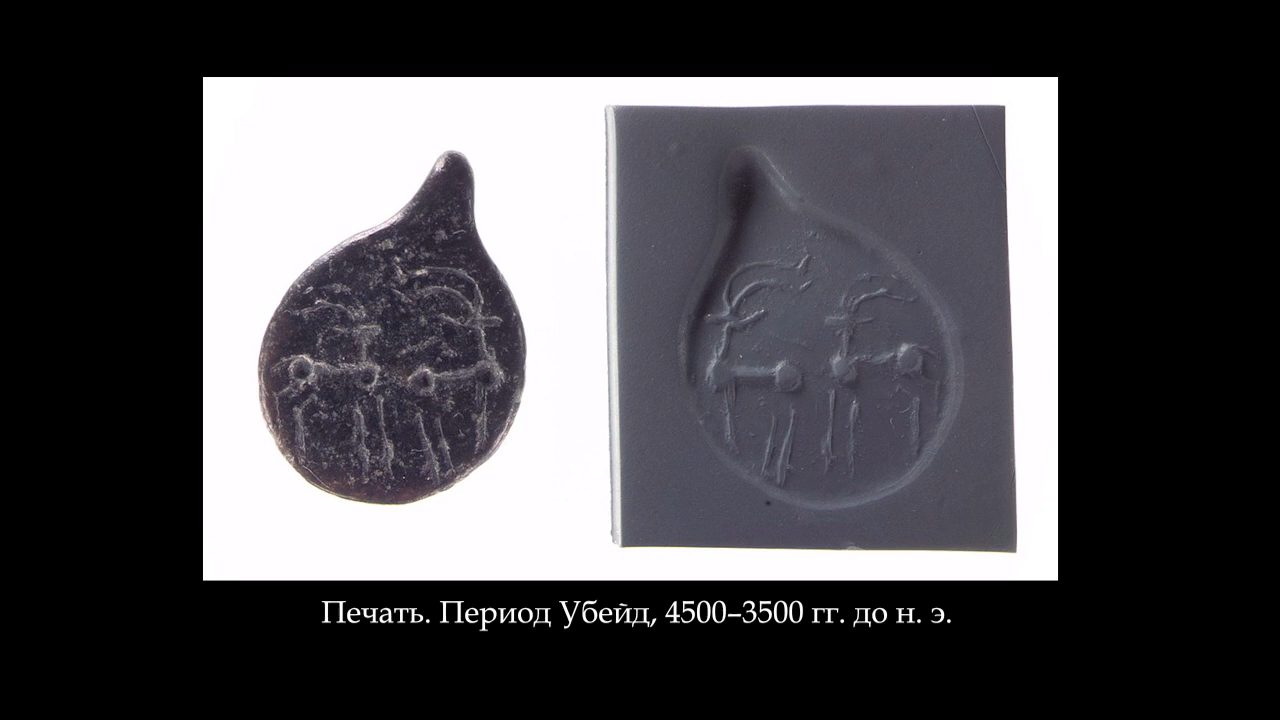 Печать. Период Убейд, 4500–3500 гг. до н. э.